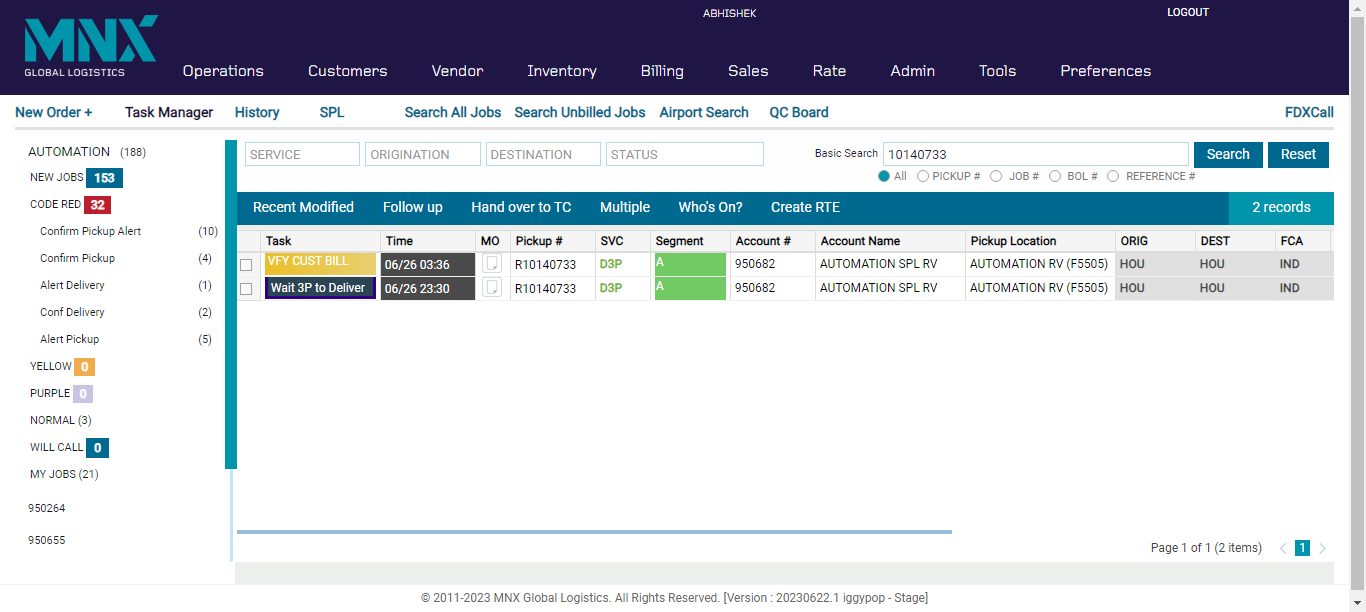 ABHISHEK
LOGOUT
MNX
GLOBAL LOGISTICS
Operations Customers Vendor Inventory Billing Sales Rate Admin Tools Preferences
New Order + Task Manager History SPL Search All Jobs Search Unbilled Jobs Airport Search QC Board FDXCall
AUTOMATION (188)
NEW JOBS 153
CODE RED 32
Confirm Pickup Alert (10)
Confirm Pickup (4)
Alert Delivery (1)
Conf Delivery (2)
Alert Pickup (5)
YELLOW 0
PURPLE 0
NORMAL (3)
WILL CALL 0
MY JOBS (21)
950264
950655
SERVICE ORIGINATION DESTINATION STATUS Basic Search 10140733 Search Reset
All PICKUP # JOB # BOL # REFERENCE #
Recent Modified Follow up Hand over to TC Multiple Who's On? Create RTE 2 records
Task Time MO Pickup # SVC Segment Account # Account Name Pickup Location ORIG DEST FCA
VFY CUST BILL 06/26 03:36 R10140733 D3P A 950682 AUTOMATION SPL RV AUTOMATION RV (F5505) HOU HOU IND
Wait 3P to Deliver 06/26 23:30 R10140733 D3P A 950682 AUTOMATION SPL RV AUTOMATION RV (F5505) HOU HOU IND
Page 1 of 1 (2 items) 1
© 2011-2023 MNX Global Logistics. All Rights Reserved. [Version : 20230622.1 iggypop - Stage]